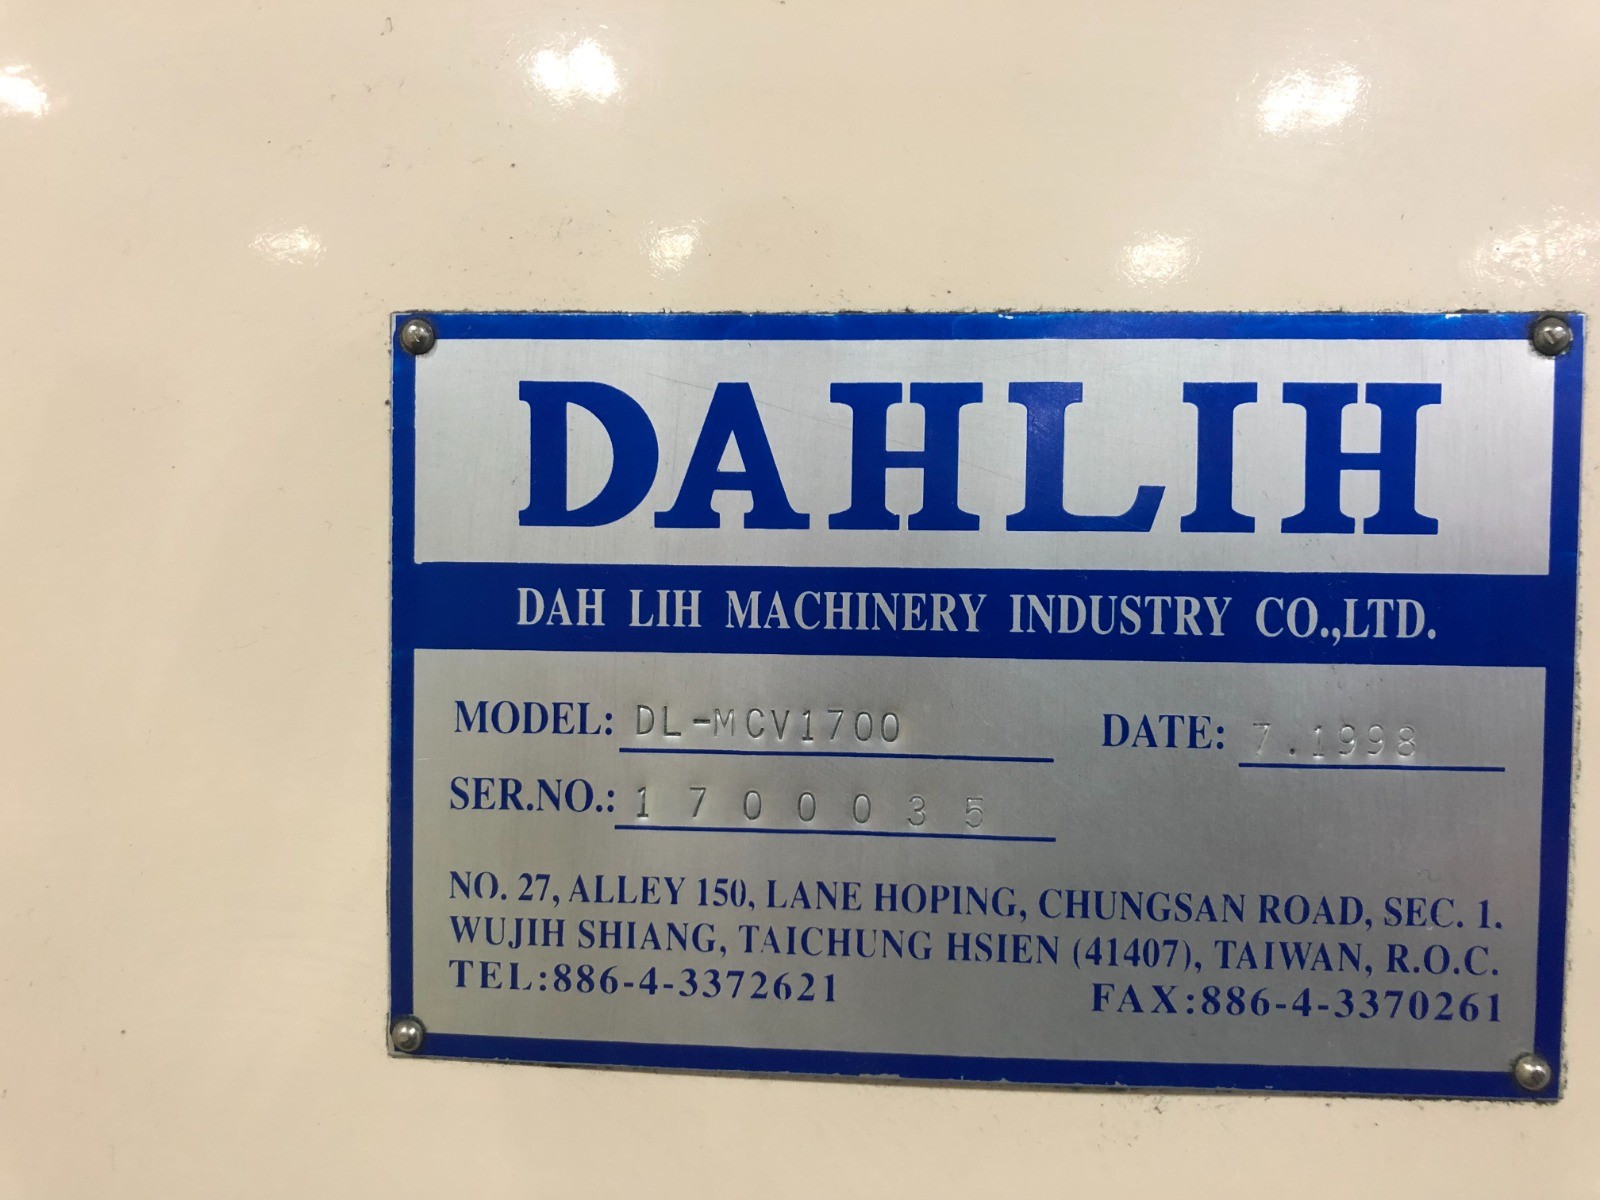 DAHLIH
DAH LIH MACHINERY INDUSTRY CO.,LTD.
MODEL: DL-MCV1700 DATE: 7.1998
SER.NO.: 1700035
NO. 27, ALLEY 150, LANE HOPING, CHUNGSAN ROAD, SEC. 1.
WUJIH SHIANG, TAICHUNG HSIEN (41407), TAIWAN, R.O.C.
TEL:886-4-3372621 FAX:886-4-3370261